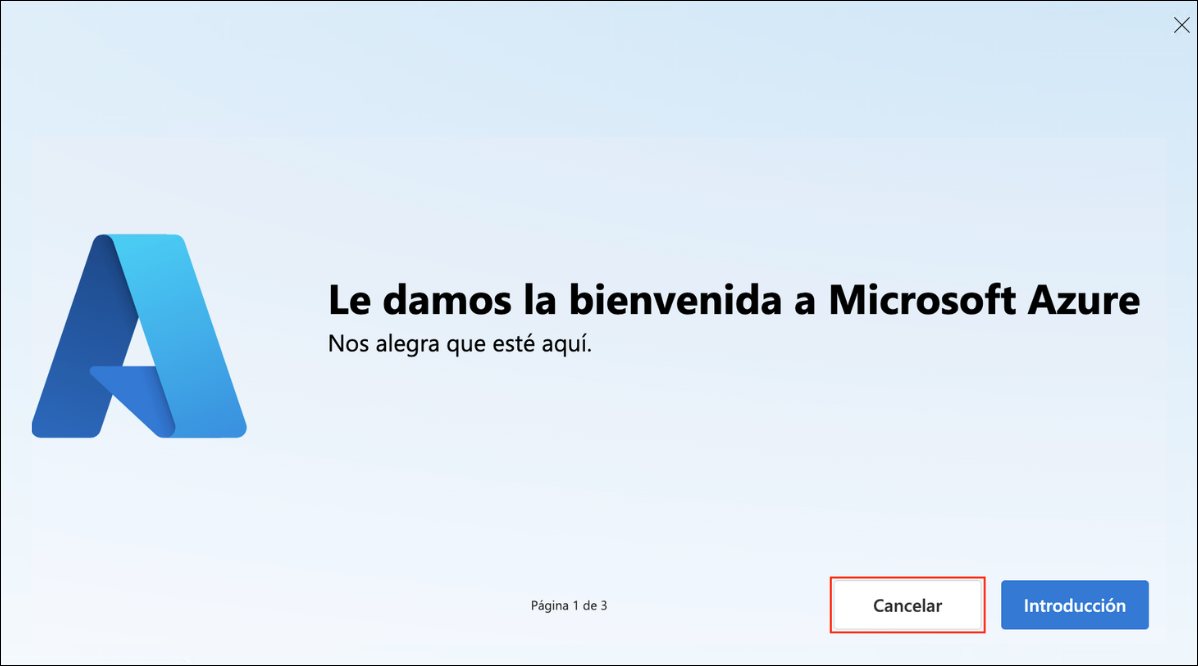 Le damos la bienvenida a Microsoft Azure
Nos alegra que esté aquí.
Página 1 de 3
Cancelar
Introducción